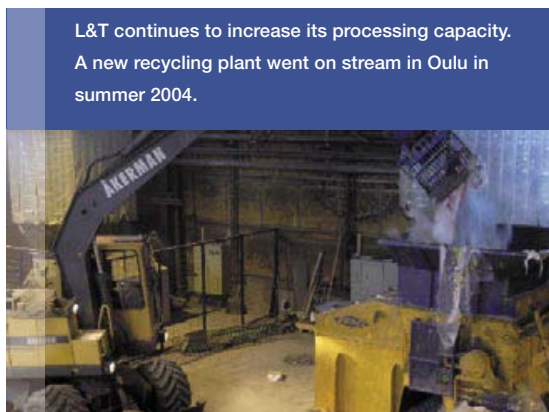 L&T continues to increase its processing capacity.
A new recycling plant went on stream in Oulu in
summer 2004.
ÅKERMAN